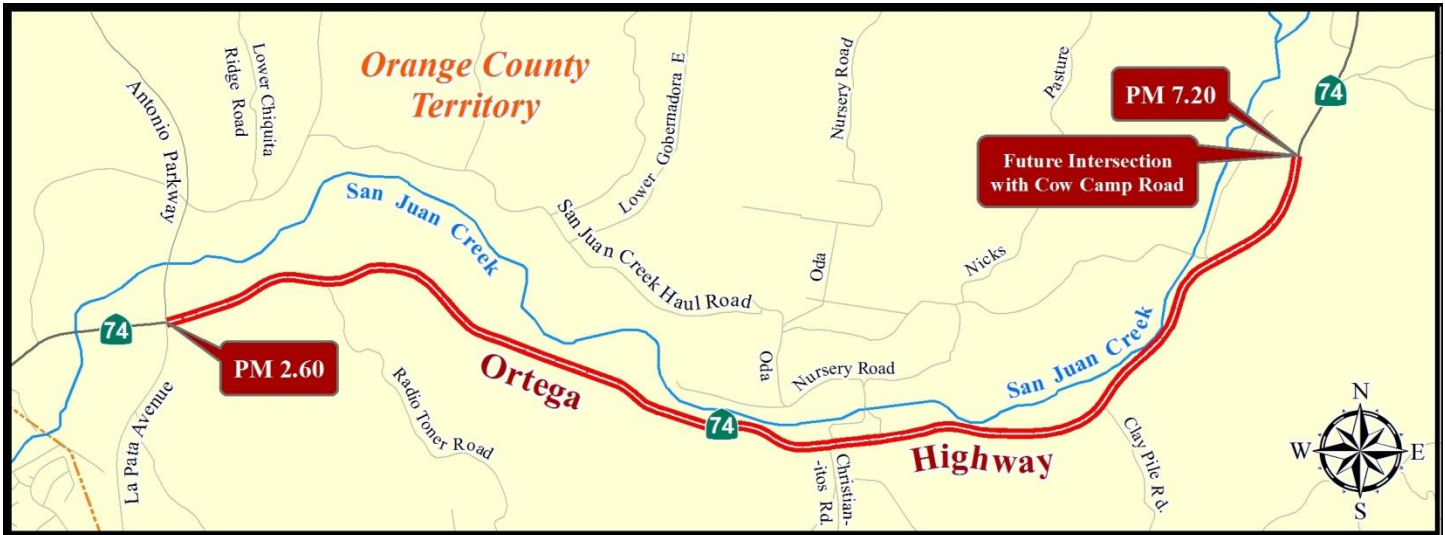 Orange County
Territory
Antonio Parkway
Lower Chiquita
Ridge Road
Lower Gobernadora E
Nursery Road
Pasture
74
PM 7.20
Future Intersection
with Cow Camp Road
San Juan Creek
San Juan Creek Haul Road
Oda
Nicks
74
PM 2.60
La Pata Avenue
Radio Toner Road
Ortega
Oda
Nursery Road
San Juan Creek
74
Highway
Christian-
-itos Rd.
Clay Pile Rd.
N
W
E
S